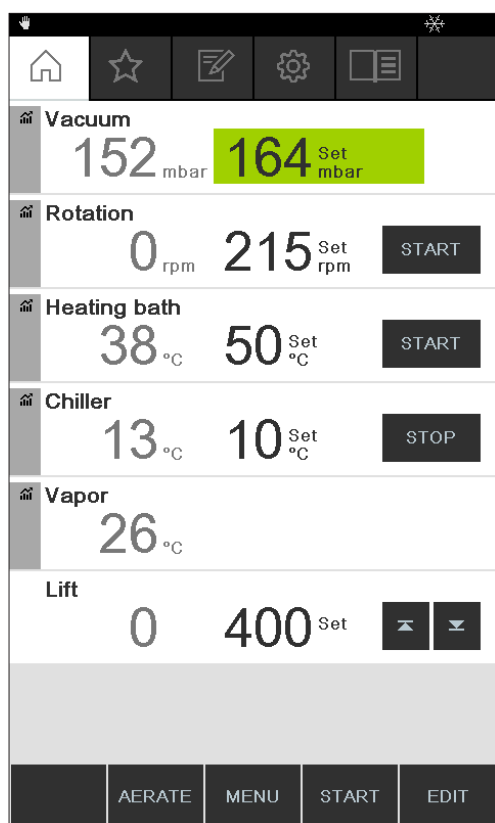 Vacuum
152 mbar 164 Set mbar
Rotation
0 rpm 215 Set rpm START
Heating bath
38 °C 50 Set °C START
Chiller
13 °C 10 Set °C STOP
Vapor
26 °C
Lift
0 400 Set
AERATE MENU START EDIT